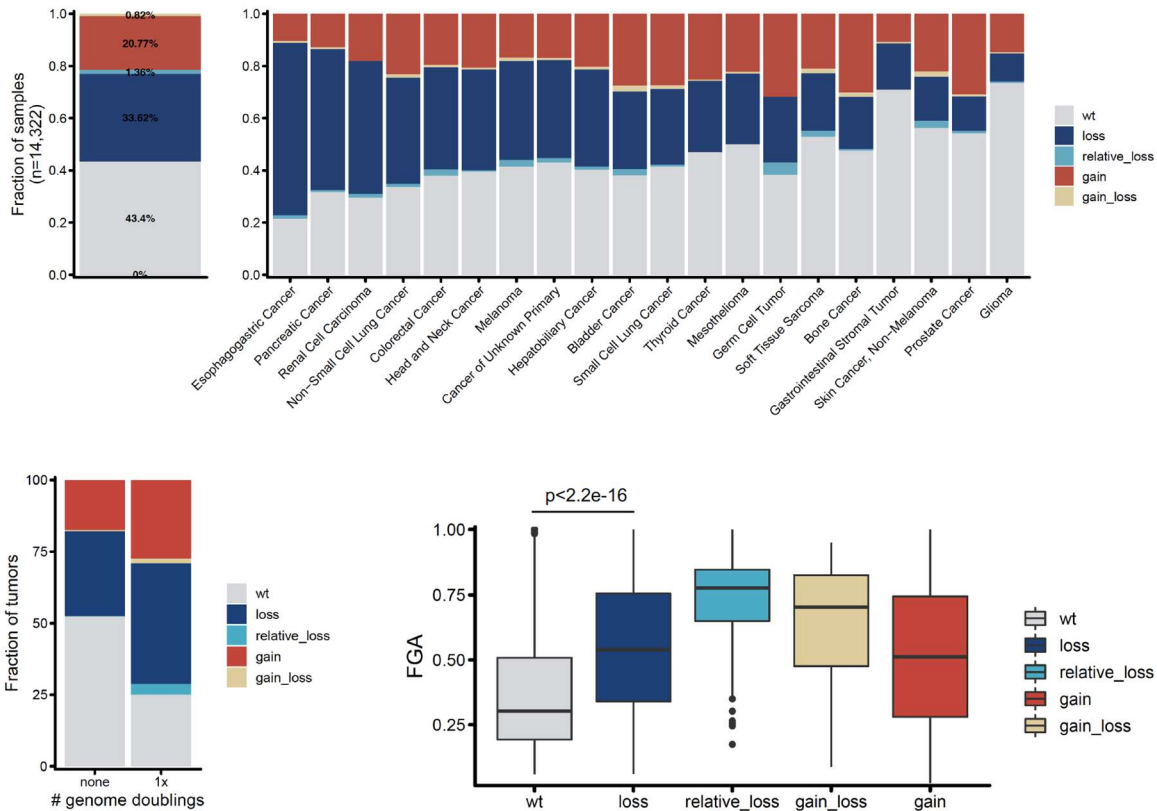 Fraction of samples
(n=14,322)
1.0
0.8
0.6
0.4
0.2
0.0
0.82%
20.77%
1.36%
33.62%
43.4%
0%
1.0
0.8
0.6
0.4
0.2
0.0
Esophagogastric Cancer
Pancreatic Cancer
Renal Cell Carcinoma
Non-Small Cell Lung Cancer
Colorectal Cancer
Head and Neck Cancer
Melanoma
Cancer of Unknown Primary
Hepatobiliary Cancer
Bladder Cancer
Small Cell Lung Cancer
Thyroid Cancer
Mesothelioma
Germ Cell Tumor
Soft Tissue Sarcoma
Bone Cancer
Gastrointestinal Stromal Tumor
Skin Cancer, Non-Melanoma
Prostate Cancer
Glioma
wt
loss
relative_loss
gain
gain_loss
Fraction of tumors
100
75
50
25
0
none
1x
# genome doublings
wt
loss
relative_loss
gain
gain_loss
p<2.2e-16
FGA
1.00
0.75
0.50
0.25
wt
loss
relative_loss
gain_loss
gain
wt
loss
relative_loss
gain
gain_loss